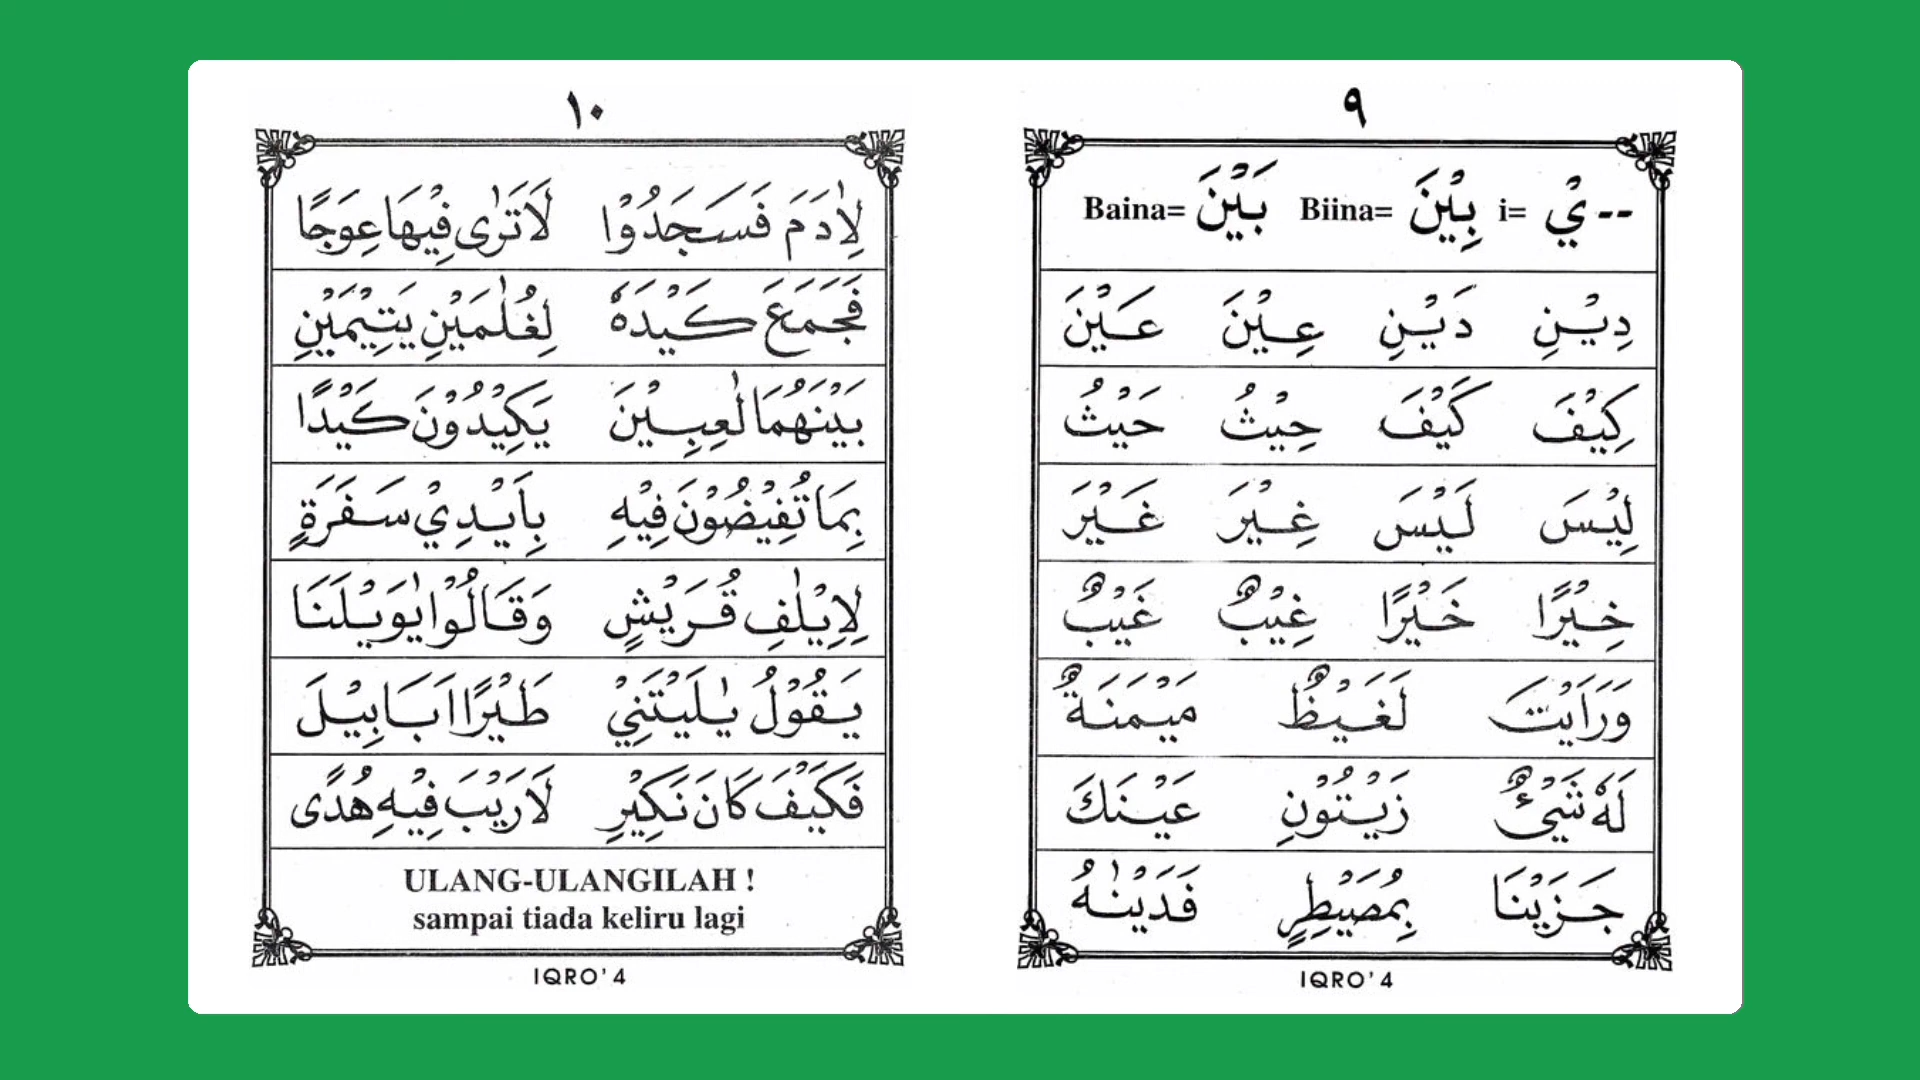 ٩
--يْ =i بِيْنَ =Biina بَيْنَ =Baina
دِيْنِ دَيْنِ عِيْنَ عَيْنَ
كِيْفَ كَيْفَ حِيْثُ حَيْثُ
لِيْسَ لَيْسَ غِيْرَ غَيْرَ
خِيْرًا خَيْرًا غِيْبٌ غَيْبٌ
وَرَاَيْتَ لَغَيْظٌ مَيْمَنَةٌ
لَهٗ شَيْئٌ زَيْتُوْنِ عَيْنَكَ
جَزَيْنَا بِمُصَيْطِرٍ فَدَيْنٰهُ
IQRO' 4
١٠
لِاٰدَمَ فَسَجَدُوْا لَاتَرٰى فِيْهَا عِوَجًا
فَجَمَعَ كَيْدَهٗ لِغُلٰمَيْنِ يَتِيْمَيْنِ
بَيْنَهُمَا لٰعِبِيْنَ يَكِيْدُوْنَ كَيْدًا
بِمَا تُفِيْضُوْنَ فِيْهِ بِاَيْدِيْ سَفَرَةٍ
لِاِيْلٰفِ قُرَيْشٍ وَقَالُوْا يٰوَيْلَنَا
يَقُوْلُ يٰلَيْتَنِيْ طَيْرًا اَبَابِيْلَ
فَكَيْفَ كَانَ نَكِيْرِ لَارَيْبَ فِيْهِ هُدًى
ULANG-ULANGILAH !
sampai tiada keliru lagi
IQRO' 4